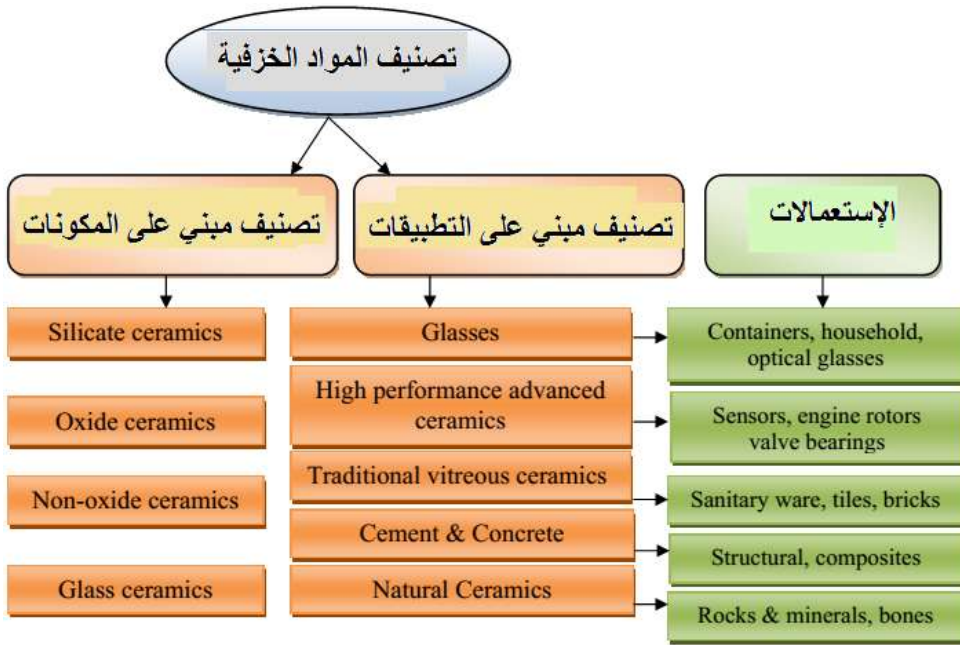 تصنيف المواد الخزفية
تصنيف مبني على المكونات
تصنيف مبني على التطبيقات
الإستعمالات
Silicate ceramics
Oxide ceramics
Non-oxide ceramics
Glass ceramics
Glasses
High performance advanced
ceramics
Traditional vitreous ceramics
Cement & Concrete
Natural Ceramics
Containers, household,
optical glasses
Sensors, engine rotors
valve bearings
Sanitary ware, tiles, bricks
Structural, composites
Rocks & minerals, bones